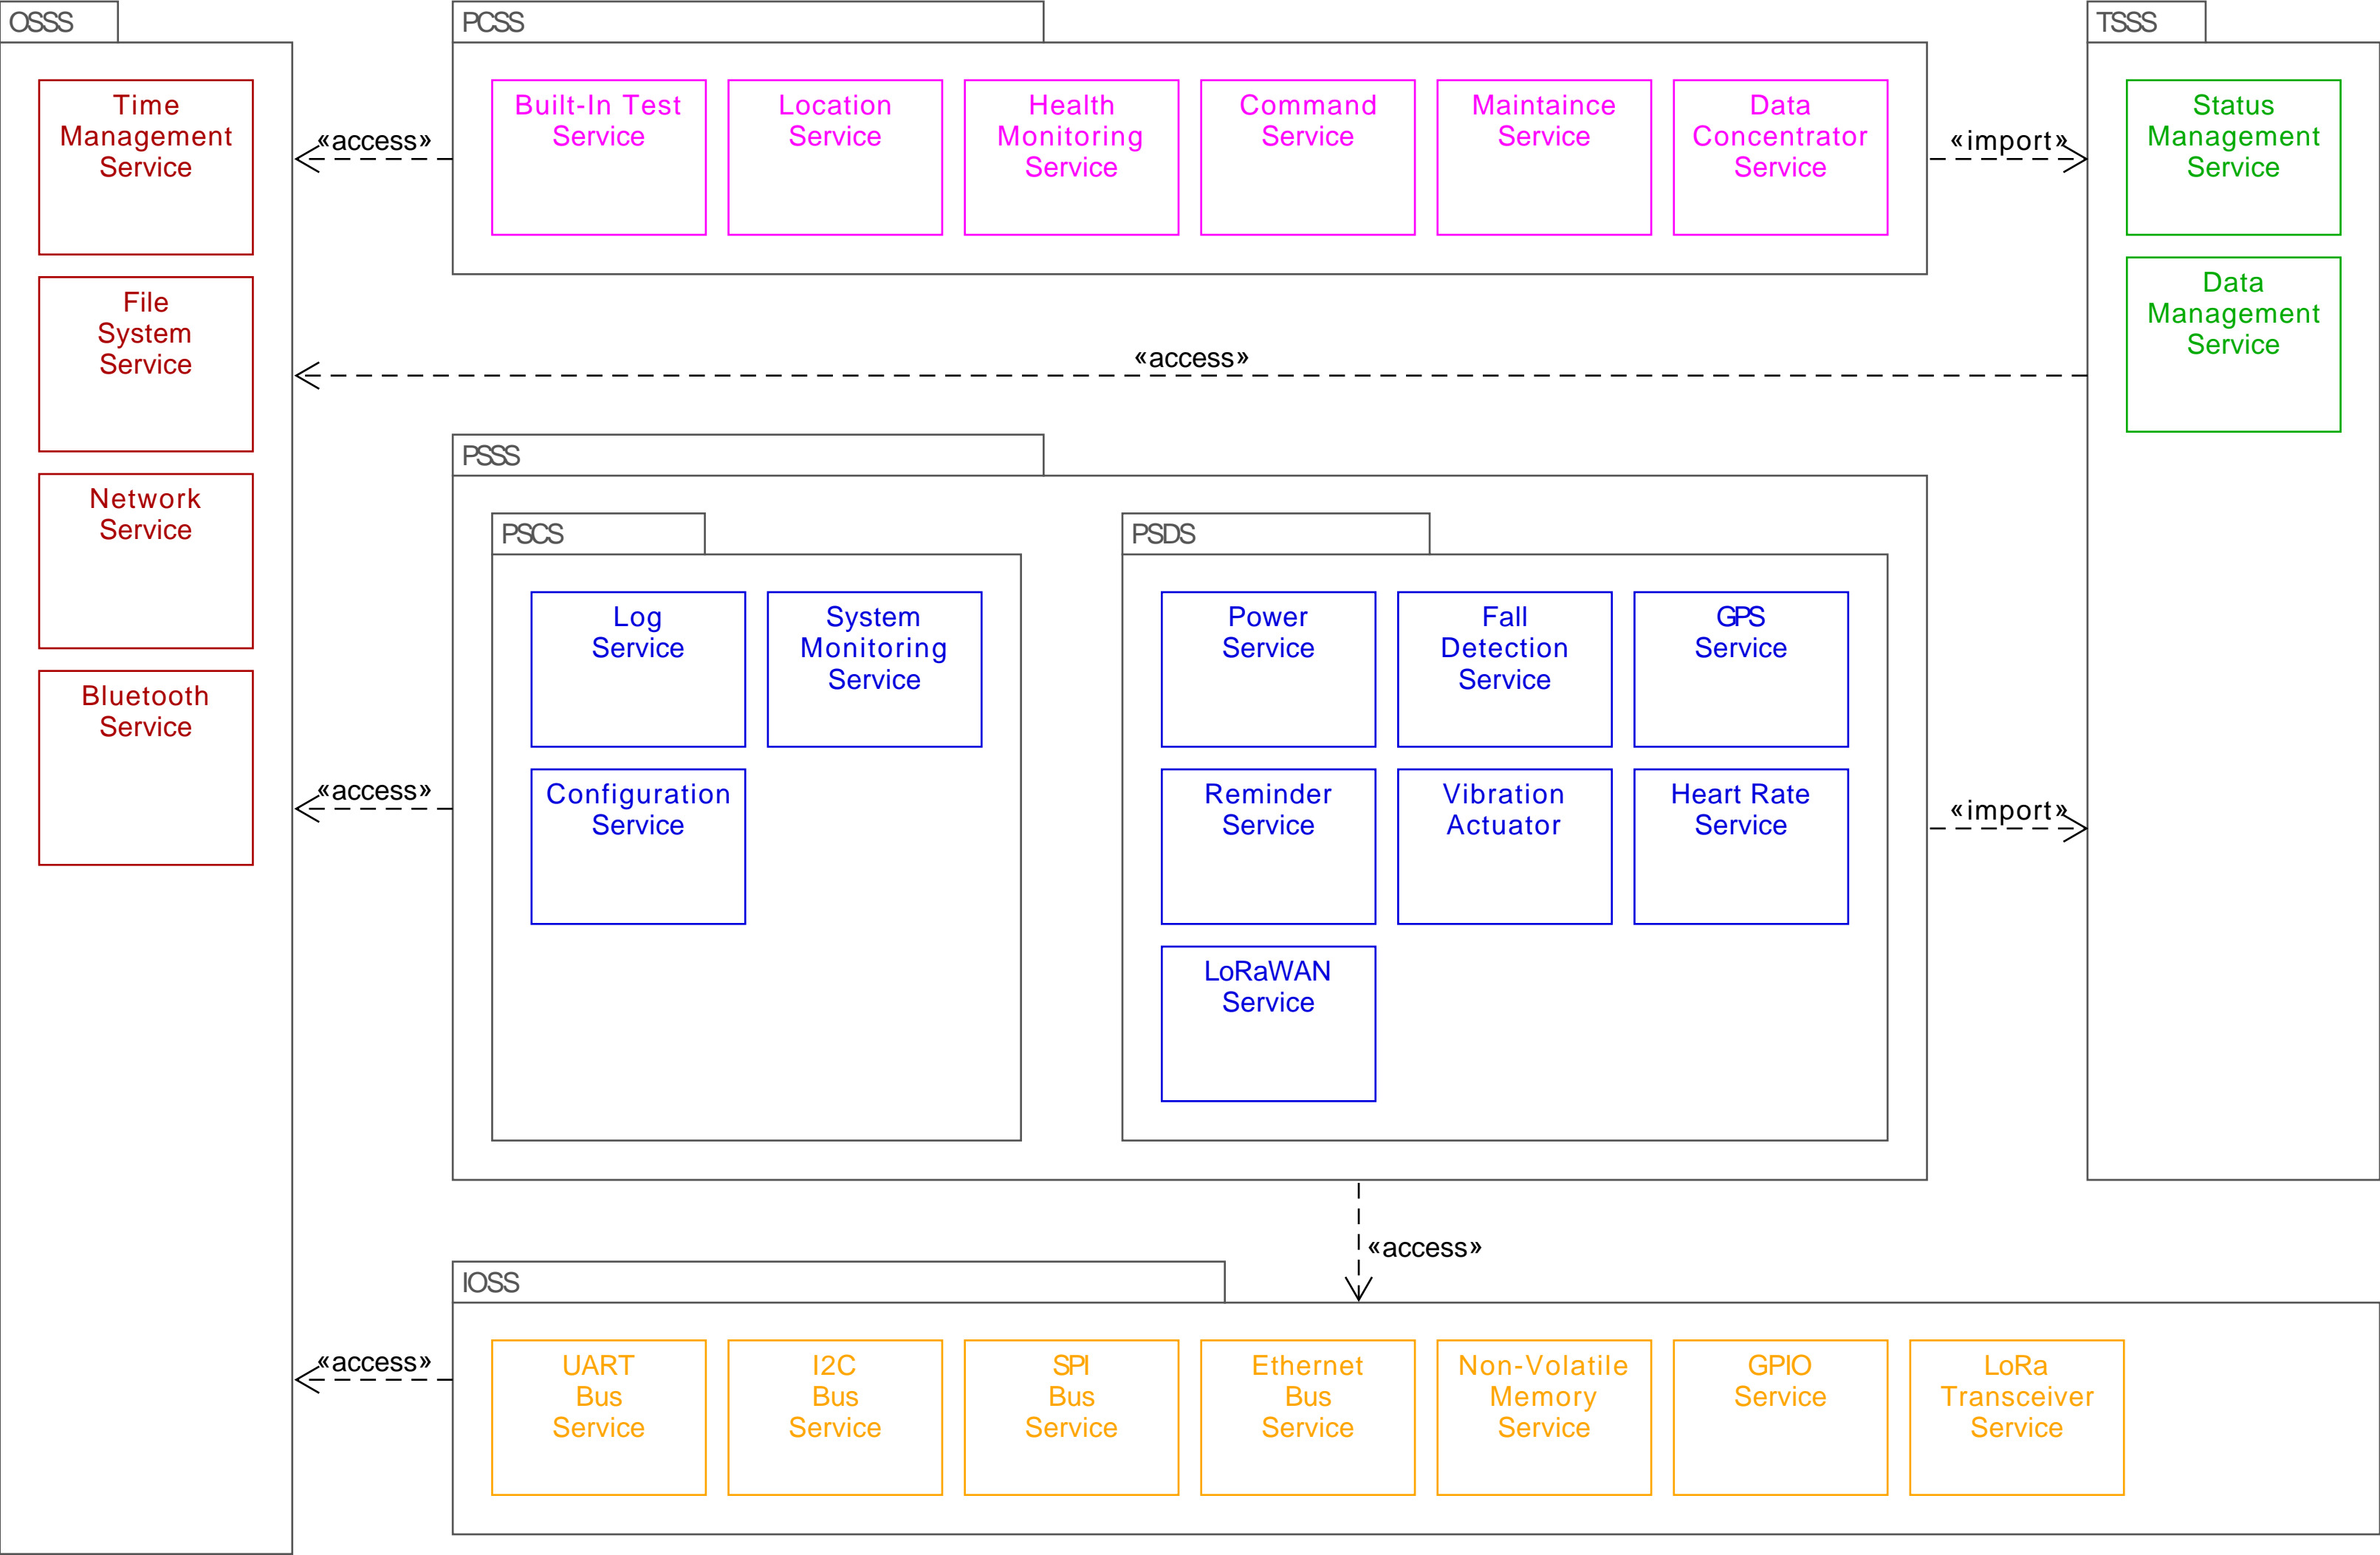 OSSS
Time
Management
Service
File
System
Service
Network
Service
Bluetooth
Service
«access»
PCSS
Built-In Test
Service
Location
Service
Health
Monitoring
Service
Command
Service
Maintaince
Service
Data
Concentrator
Service
«import»
TSSS
Status
Management
Service
Data
Management
Service
«access»
PSSS
PSCS
Log
Service
System
Monitoring
Service
Configuration
Service
PSDS
Power
Service
Fall
Detection
Service
GPS
Service
Reminder
Service
Vibration
Actuator
Heart Rate
Service
LoRaWAN
Service
«access»
«import»
«access»
IOSS
UART
Bus
Service
I2C
Bus
Service
SPI
Bus
Service
Ethernet
Bus
Service
Non-Volatile
Memory
Service
GPIO
Service
LoRa
Transceiver
Service
«access»